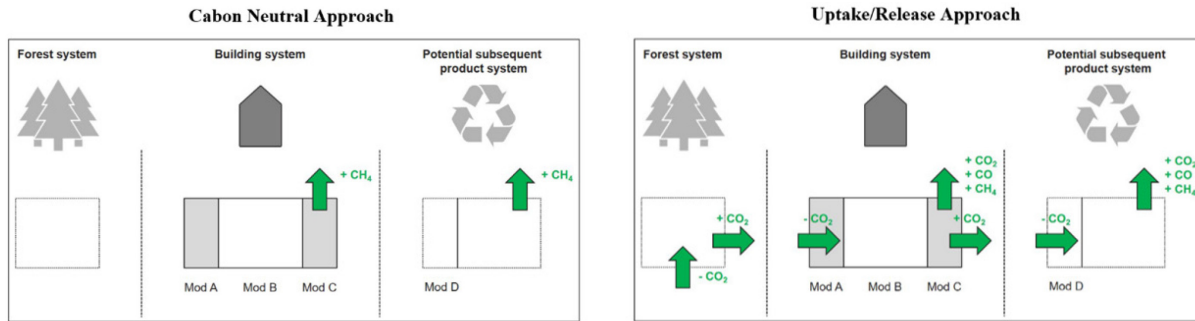 Cabon Neutral Approach
Forest system
Building system
Potential subsequent
product system
+ CH₄
+ CH₄
Mod A
Mod B
Mod C
Mod D
Uptake/Release Approach
Forest system
Building system
Potential subsequent
product system
+ CO₂
+ CO
+ CH₄
+ CO₂
+ CO
+ CH₄
+ CO₂
- CO₂
+ CO₂
- CO₂
- CO₂
Mod A
Mod B
Mod C
Mod D